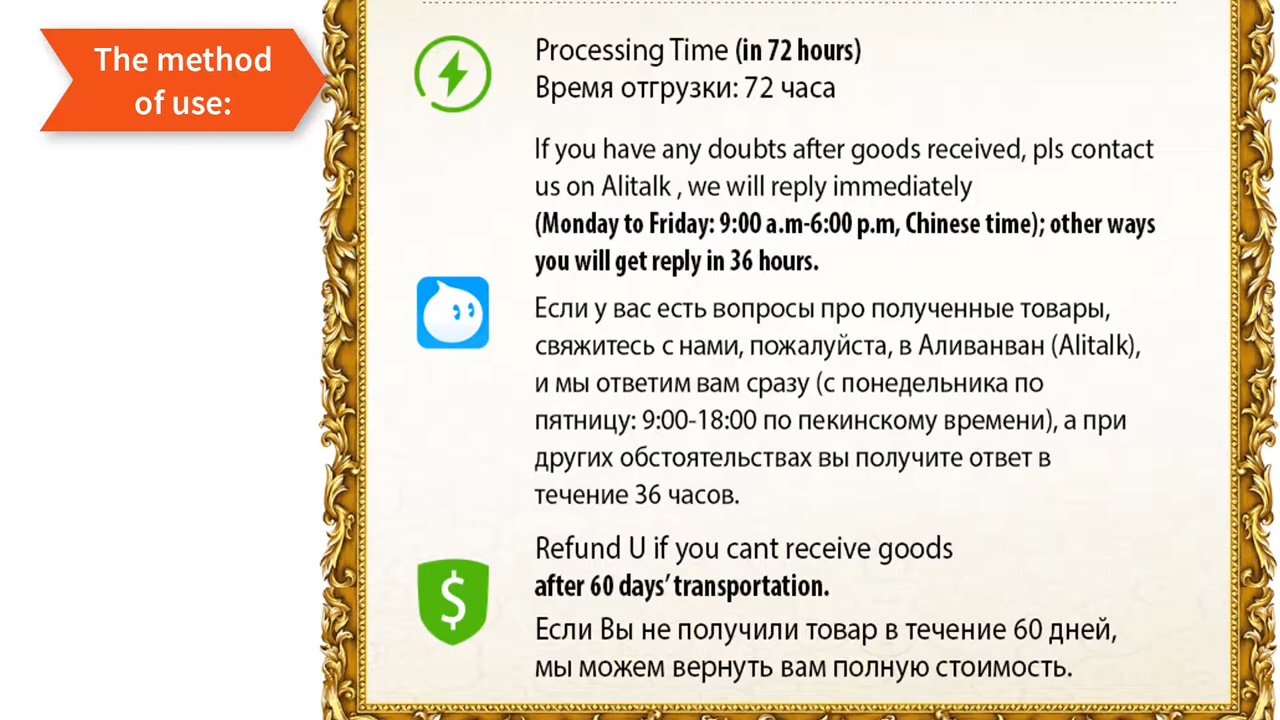 The method
of use:
Processing Time (in 72 hours)
Время отгрузки: 72 часа
If you have any doubts after goods received, pls contact
us on Alitalk , we will reply immediately
(Monday to Friday: 9:00 a.m-6:00 p.m, Chinese time); other ways
you will get reply in 36 hours.
Если у вас есть вопросы про полученные товары,
свяжитесь с нами, пожалуйста, в Аливанван (Alitalk),
и мы ответим вам сразу (с понедельника по
пятницу: 9:00-18:00 по пекинскому времени), а при
других обстоятельствах вы получите ответ в
течение 36 часов.
Refund U if you cant receive goods
after 60 days’ transportation.
Если Вы не получили товар в течение 60 дней,
мы можем вернуть вам полную стоимость.